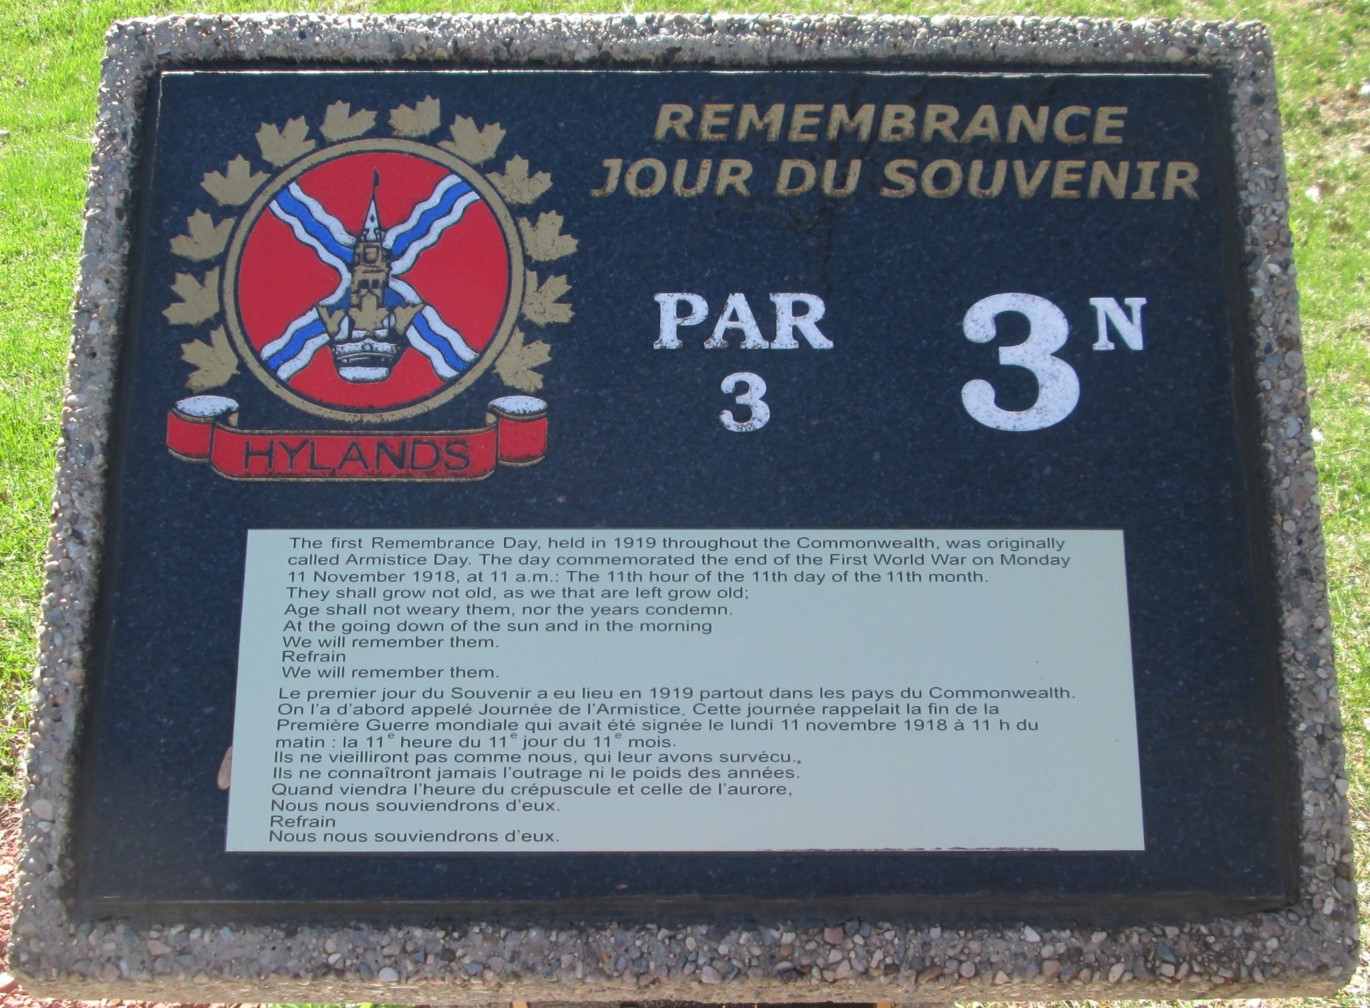 REMEMBRANCE
JOUR DU SOUVENIR
PAR
3
3N
HYLANDS
The first Remembrance Day, held in 1919 throughout the Commonwealth, was originally
called Armistice Day. The day commemorated the end of the First World War on Monday
11 November 1918, at 11 a.m.: The 11th hour of the 11th day of the 11th month.
They shall grow not old, as we that are left grow old;
Age shall not weary them, nor the years condemn.
At the going down of the sun and in the morning
We will remember them.
Refrain
We will remember them.
Le premier jour du Souvenir a eu lieu en 1919 partout dans les pays du Commonwealth.
On l'a d'abord appelé Journée de l'Armistice. Cette journée rappelait la fin de la
Première Guerre mondiale qui avait été signée le lundi 11 novembre 1918 à 11 h du
matin : la 11e heure du 11e jour du 11e mois.
Ils ne vieilliront pas comme nous, qui leur avons survécu.
Ils ne connaîtront jamais l'outrage ni le poids des années.
Quand viendra l'heure du crépuscule et celle de l'aurore,
Nous nous souviendrons d'eux.
Refrain
Nous nous souviendrons d'eux.